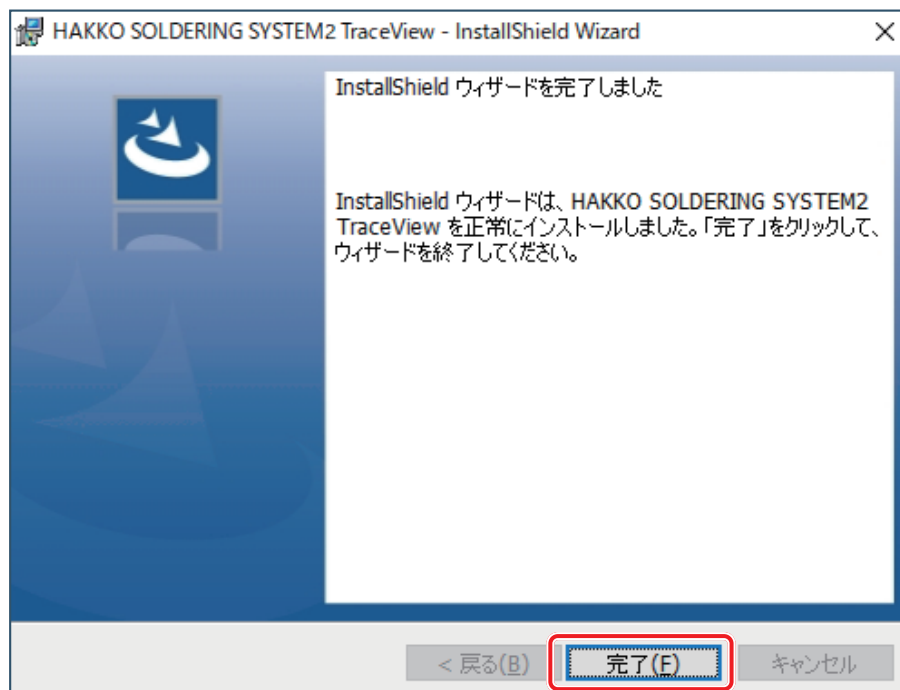 HAKKO SOLDERING SYSTEM2 TraceView - InstallShield Wizard
InstallShield ウィザードを完了しました
InstallShield ウィザードは、HAKKO SOLDERING SYSTEM2
TraceView を正常にインストールしました。「完了」をクリックして、
ウィザードを終了してください。
< 戻る(B) 完了(F) キャンセル